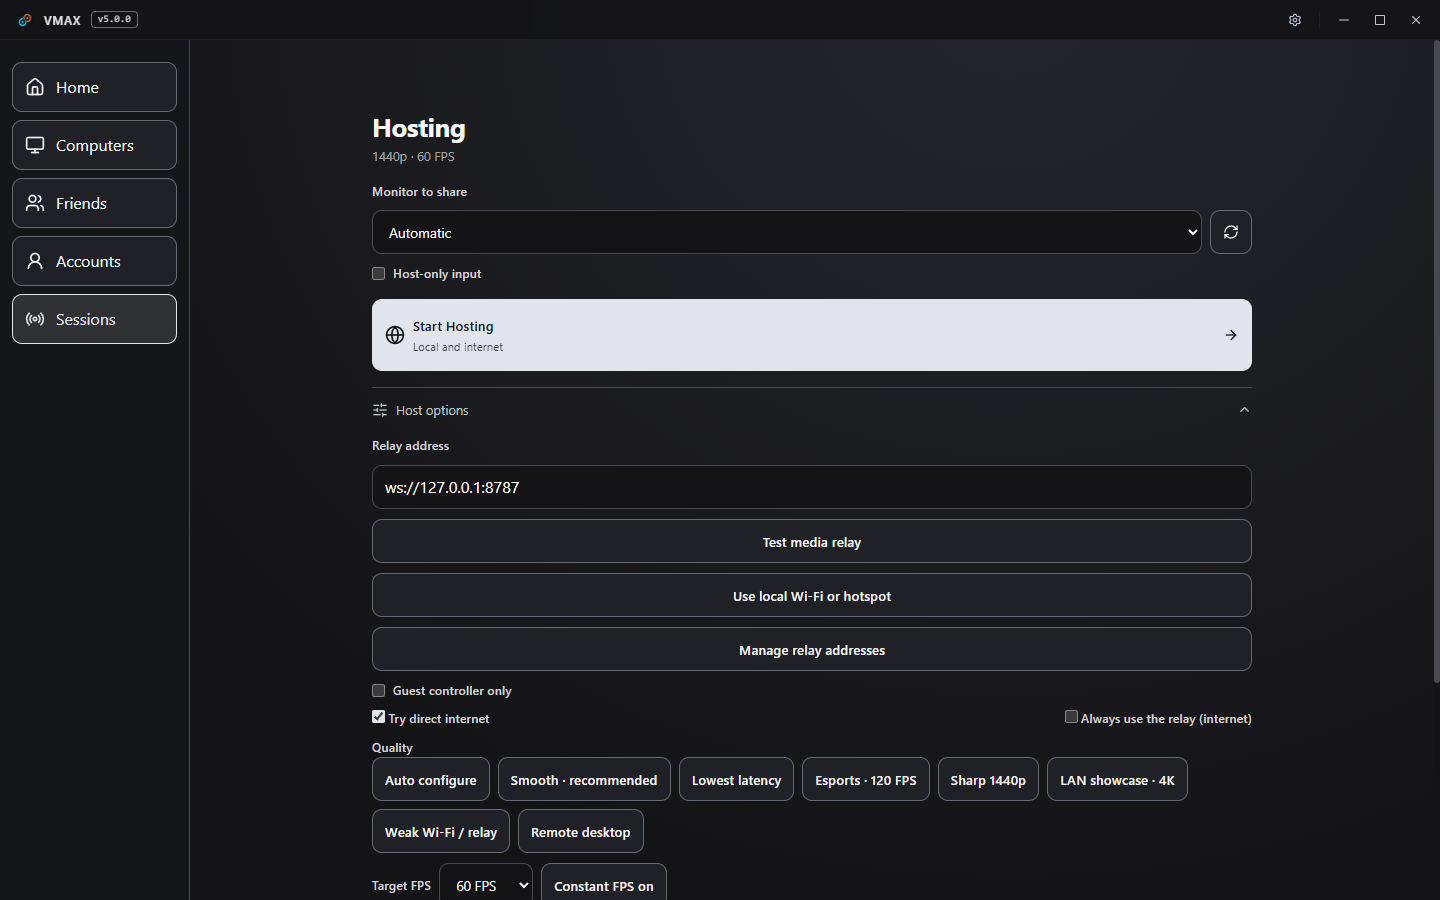 VMAX v5.0.0
Home
Computers
Friends
Accounts
Sessions
Hosting
1440p · 60 FPS
Monitor to share
Automatic
Host-only input
Start Hosting
Local and internet
Host options
Relay address
ws://127.0.0.1:8787
Test media relay
Use local Wi-Fi or hotspot
Manage relay addresses
Guest controller only
Try direct internet Always use the relay (internet)
Quality
Auto configure Smooth · recommended Lowest latency Esports · 120 FPS Sharp 1440p LAN showcase · 4K
Weak Wi-Fi / relay Remote desktop
Target FPS 60 FPS Constant FPS on